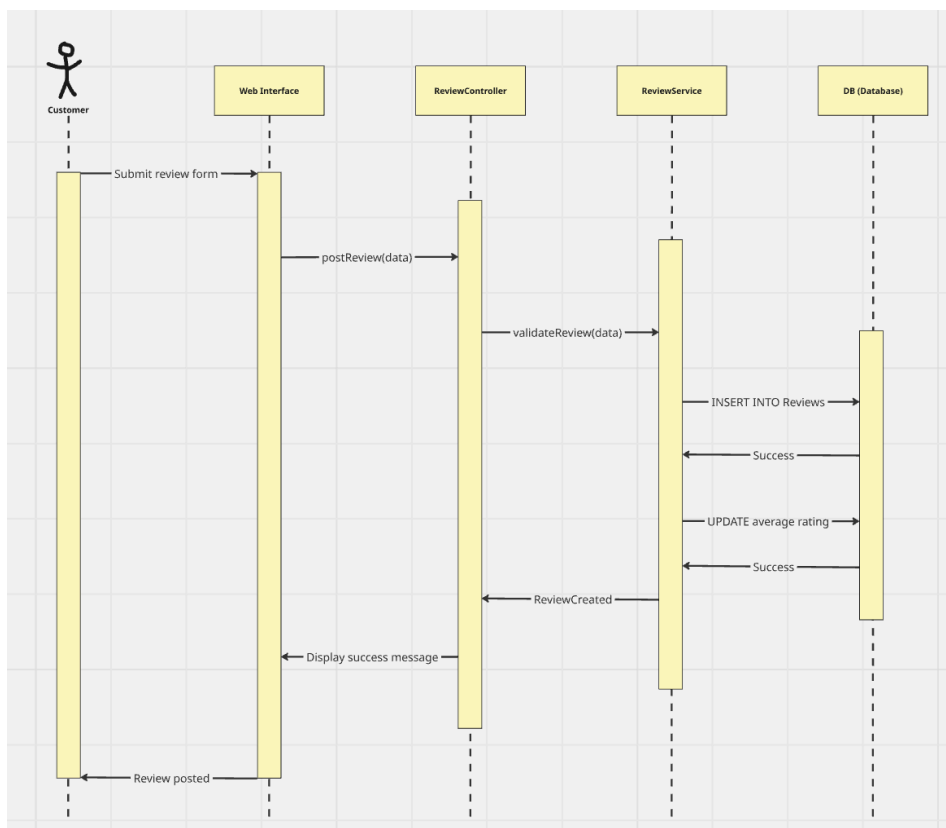 Customer
Web Interface
ReviewController
ReviewService
DB (Database)
Submit review form
postReview(data)
validateReview(data)
INSERT INTO Reviews
Success
UPDATE average rating
Success
ReviewCreated
Display success message
Review posted